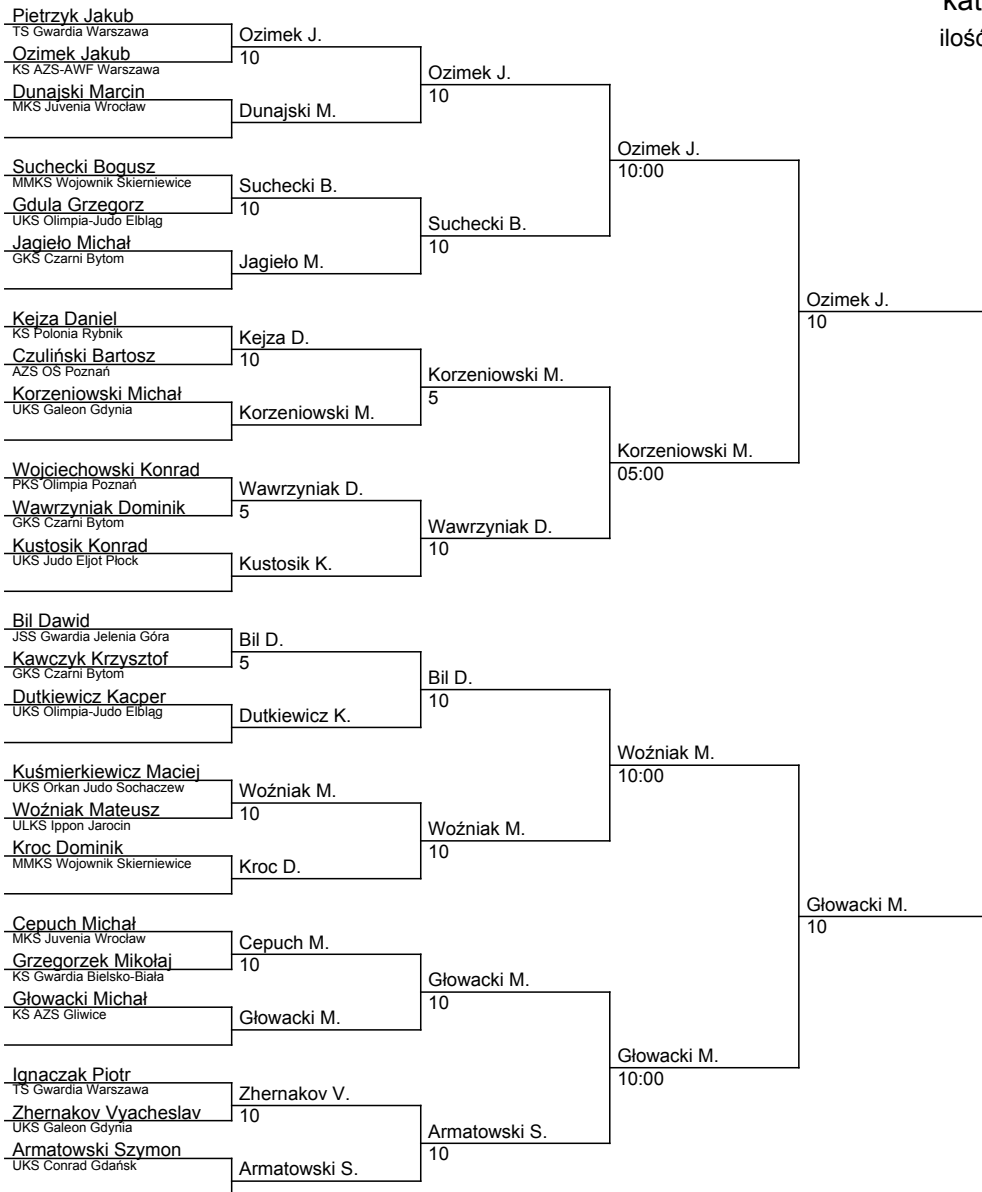 Pietrzyk Jakub
TS Gwardia Warszawa
Ozimek Jakub
KS AZS-AWF Warszawa
Dunajski Marcin
MKS Juvenia Wrocław
Suchecki Bogusz
MMKS Wojownik Skierniewice
Gdula Grzegorz
UKS Olimpia-Judo Elbląg
Jagieło Michał
GKS Czarni Bytom
Kejza Daniel
KS Polonia Rybnik
Czuliński Bartosz
AZS OŚ Poznań
Korzeniowski Michał
UKS Galeon Gdynia
Wojciechowski Konrad
PKS Olimpia Poznań
Wawrzyniak Dominik
GKS Czarni Bytom
Kustosik Konrad
UKS Judo Eljot Płock
Bil Dawid
JSS Gwardia Jelenia Góra
Kawczyk Krzysztof
GKS Czarni Bytom
Dutkiewicz Kacper
UKS Olimpia-Judo Elbląg
Kuśmierkiewicz Maciej
UKS Orkan Judo Sochaczew
Woźniak Mateusz
ULKS Ippon Jarocin
Kroc Dominik
MMKS Wojownik Skierniewice
Cepuch Michał
MKS Juvenia Wrocław
Grzegorzek Mikołaj
KS Gwardia Bielsko-Biała
Głowacki Michał
KŚ AZS Gliwice
Ignaczak Piotr
TS Gwardia Warszawa
Zhernakov Vyacheslav
UKS Galeon Gdynia
Armatowski Szymon
UKS Conrad Gdańsk
Ozimek J.
10
Dunajski M.
Suchecki B.
10
Jagieło M.
Kejza D.
10
Korzeniowski M.
Wawrzyniak D.
5
Kustosik K.
Bil D.
5
Dutkiewicz K.
Woźniak M.
10
Kroc D.
Cepuch M.
10
Głowacki M.
Zhernakov V.
10
Armatowski S.
Ozimek J.
10
Suchecki B.
10
Korzeniowski M.
5
Wawrzyniak D.
10
Bil D.
10
Woźniak M.
10
Głowacki M.
10
Armatowski S.
10
Ozimek J.
10:00
Korzeniowski M.
05:00
Woźniak M.
10:00
Głowacki M.
10:00
Ozimek J.
10
Głowacki M.
10